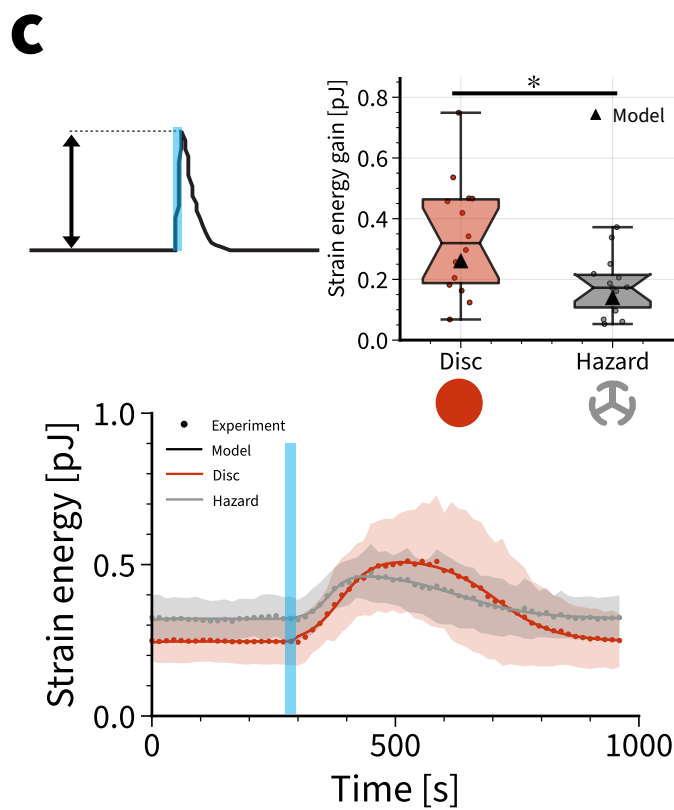 c
Strain energy gain [pJ]
0.8
0.6
0.4
0.2
0.0
*
Model
Disc
Hazard
Strain energy [pJ]
1.0
0.5
0.0
Experiment
Model
Disc
Hazard
0
500
1000
Time [s]